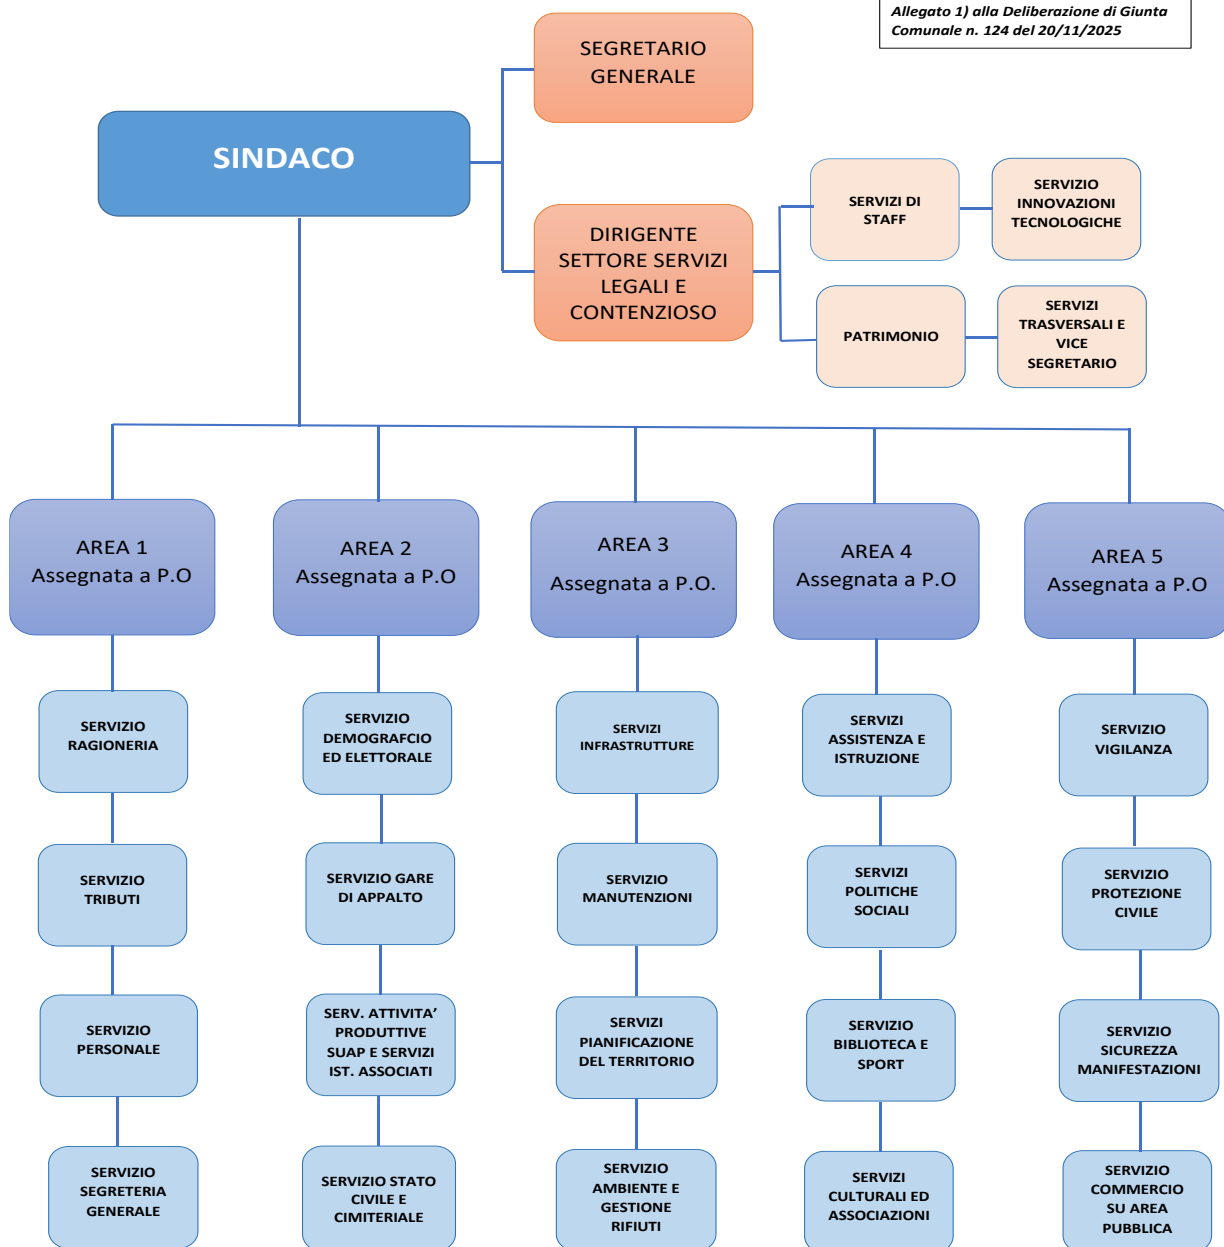 Allegato 1) alla Deliberazione di Giunta
Comunale n. 124 del 20/11/2025
SEGRETARIO
GENERALE
SINDACO
DIRIGENTE
SETTORE SERVIZI
LEGALI E
CONTENZIOSO
SERVIZI DI
STAFF
SERVIZIO
INNOVAZIONI
TECNOLOGICHE
PATRIMONIO
SERVIZI
TRASVERSALI E
VICE
SEGRETARIO
AREA 1
Assegnata a P.O
AREA 2
Assegnata a P.O
AREA 3
Assegnata a P.O.
AREA 4
Assegnata a P.O
AREA 5
Assegnata a P.O
SERVIZIO
RAGIONERIA
SERVIZIO
DEMOGRAFCIO
ED ELETTORALE
SERVIZI
INFRASTRUTTURE
SERVIZI
ASSISTENZA E
ISTRUZIONE
SERVIZIO
VIGILANZA
SERVIZIO
TRIBUTI
SERVIZIO GARE
DI APPALTO
SERVIZIO
MANUTENZIONI
SERVIZI
POLITICHE
SOCIALI
SERVIZIO
PROTEZIONE
CIVILE
SERVIZIO
PERSONALE
SERV. ATTIVITA’
PRODUTTIVE
SUAP E SERVIZI
IST. ASSOCIATI
SERVIZI
PIANIFICAZIONE
DEL TERRITORIO
SERVIZIO
BIBLIOTECA E
SPORT
SERVIZIO
SICUREZZA
MANIFESTAZIONI
SERVIZIO
SEGRETERIA
GENERALE
SERVIZIO STATO
CIVILE E
CIMITERIALE
SERVIZIO
AMBIENTE E
GESTIONE
RIFIUTI
SERVIZI
CULTURALI ED
ASSOCIAZIONI
SERVIZIO
COMMERCIO
SU AREA
PUBBLICA